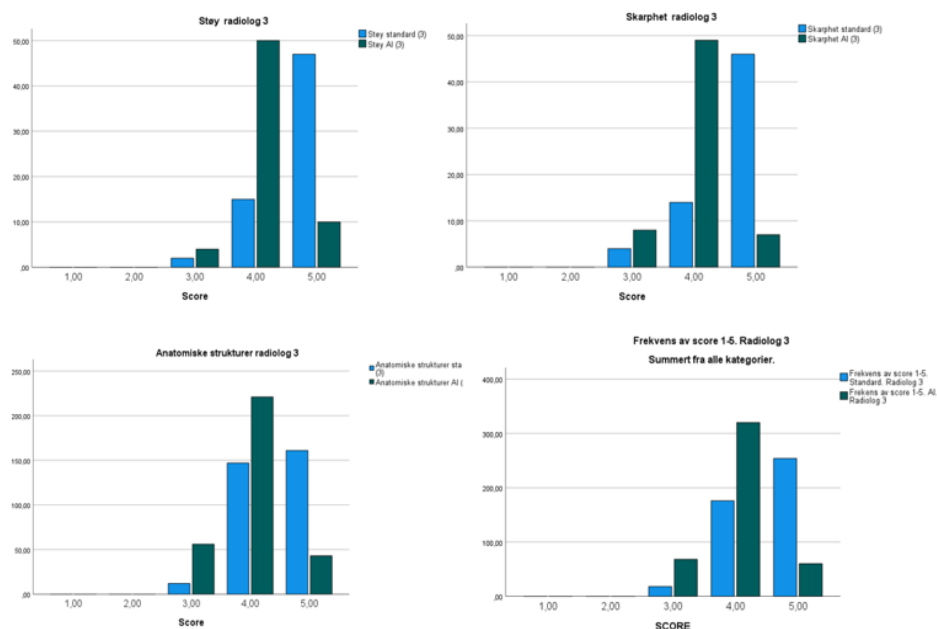 Støy radiolog 3
Støy standard (3)
Støy AI (3)
50,00
40,00
30,00
20,00
10,00
,00
1,00 2,00 3,00 4,00 5,00
Score
Skarphet radiolog 3
Skarphet standard (3)
Skarphet AI (3)
50,00
40,00
30,00
20,00
10,00
,00
1,00 2,00 3,00 4,00 5,00
Score
Anatomiske strukturer radiolog 3
Anatomiske strukturer sta
(3)
Anatomiske strukturer AI (
250,00
200,00
150,00
100,00
50,00
,00
1,00 2,00 3,00 4,00 5,00
Score
Frekvens av score 1-5. Radiolog 3
Summert fra alle kategorier.
Frekvens av score 1-5.
Standard. Radiolog 3
Frekens av score 1-5. AI.
Radiolog 3
400,00
300,00
200,00
100,00
,00
1,00 2,00 3,00 4,00 5,00
SCORE